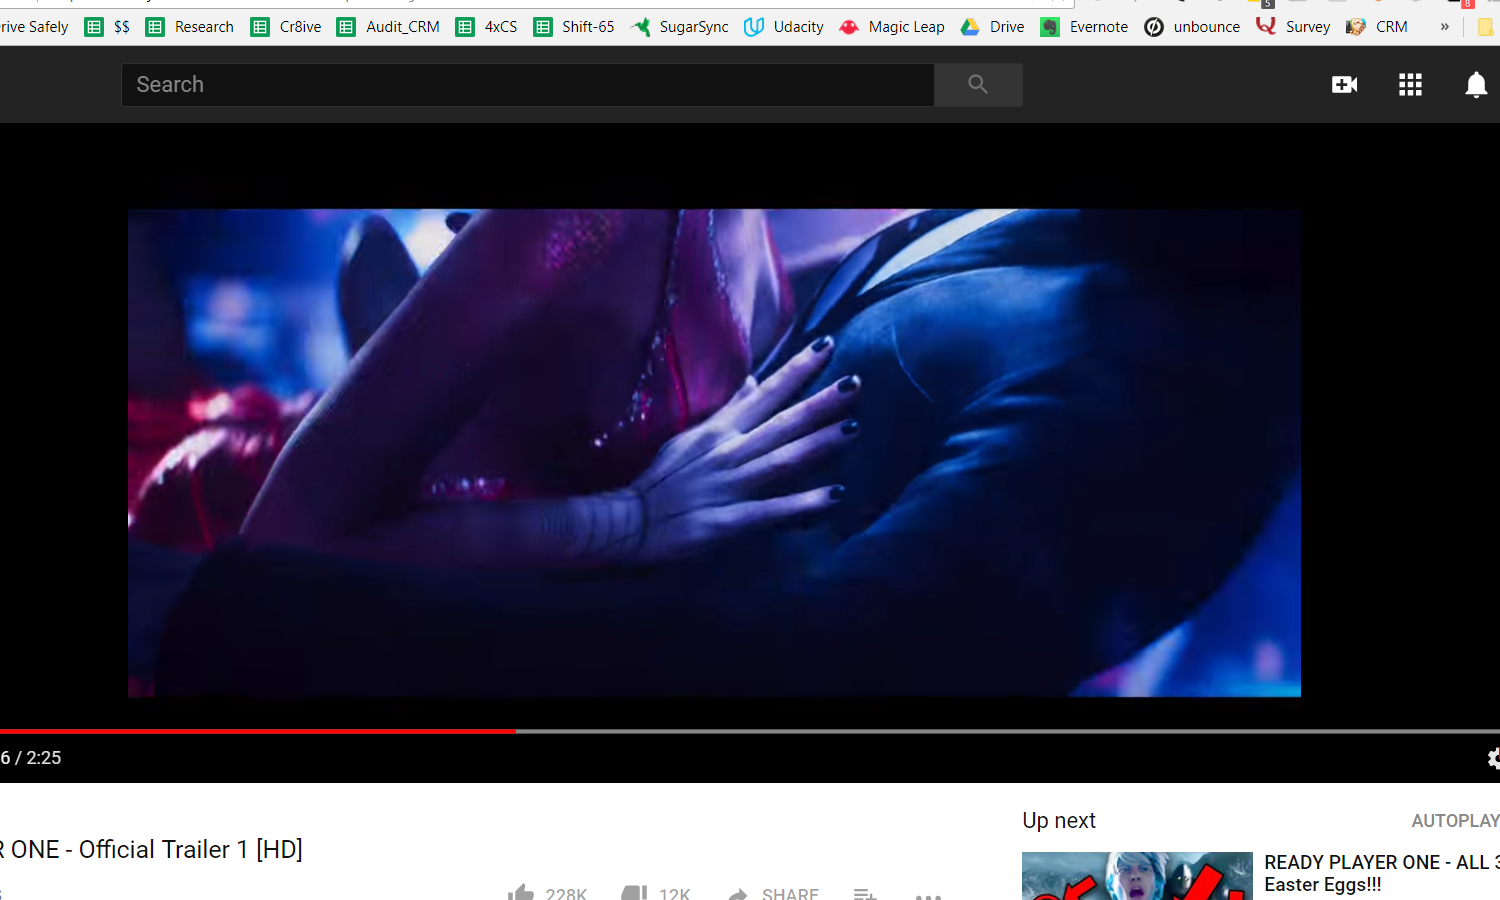 rive Safely $$ Research Cr8ive Audit_CRM 4xCS Shift-65 SugarSync Udacity Magic Leap Drive Evernote unbounce Survey CRM »
5 8
Search
6 / 2:25
Up next AUTOPLAY
R ONE - Official Trailer 1 [HD]
READY PLAYER ONE - ALL 3
Easter Eggs!!!
s 228K 12K SHARE